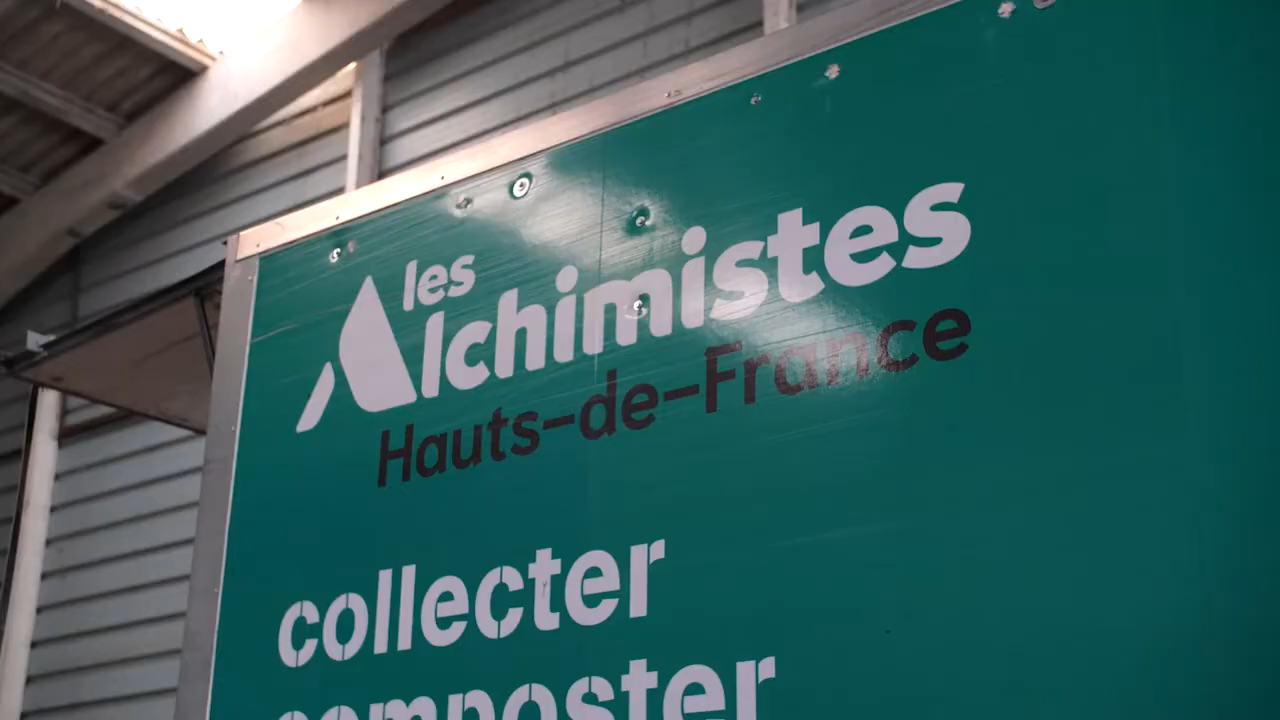 les
Alchimistes
Hauts-de-France
collecter
composter